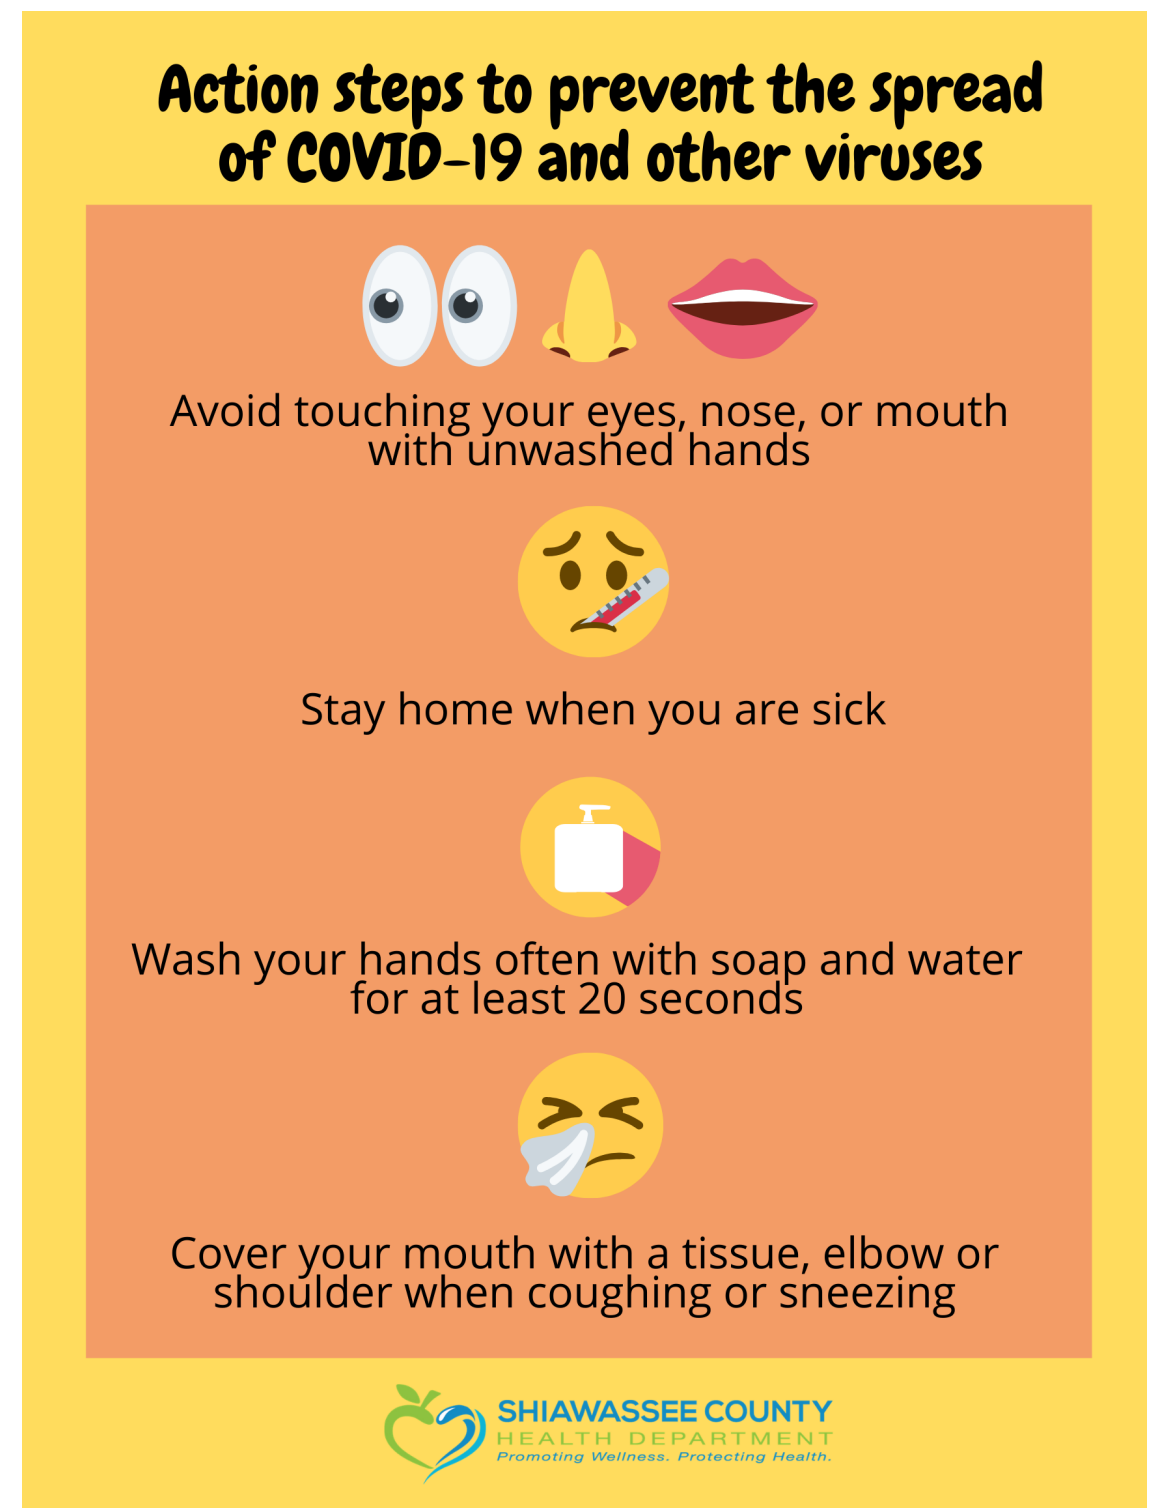 Action steps to prevent the spread
of COVID-19 and other viruses
Avoid touching your eyes, nose, or mouth
with unwashed hands
Stay home when you are sick
Wash your hands often with soap and water
for at least 20 seconds
Cover your mouth with a tissue, elbow or
shoulder when coughing or sneezing
SHIAWASSEE COUNTY
HEALTH DEPARTMENT
Promoting Wellness. Protecting Health.